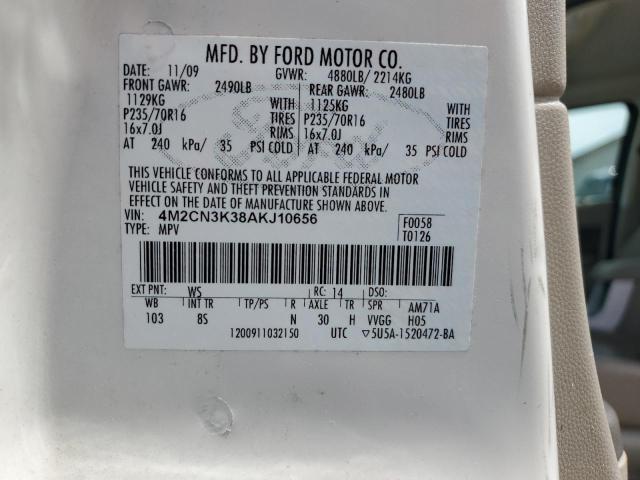 MFD. BY FORD MOTOR CO.
DATE: 11/09 GVWR: 4880LB/ 2214KG
FRONT GAWR: 2490LB REAR GAWR: 2480LB
1129KG WITH 1125KG WITH
P235/70R16 TIRES P235/70R16 TIRES
16x7.0J RIMS 16x7.0J RIMS
AT 240 kPa/ 35 PSI COLD AT 240 kPa/ 35 PSI COLD
THIS VEHICLE CONFORMS TO ALL APPLICABLE FEDERAL MOTOR
VEHICLE SAFETY AND THEFT PREVENTION STANDARDS IN
EFFECT ON THE DATE OF MANUFACTURE SHOWN ABOVE.
VIN: 4M2CN3K38AKJ10656 F0058
TYPE: MPV T0126
EXT PNT: WS RC: 14 DSO:
WB INT TR TP/PS R AXLE TR SPR AM71A
103 8S N 30 H VVGG H05
1200911032150 UTC ▽5U5A-1520472-BA